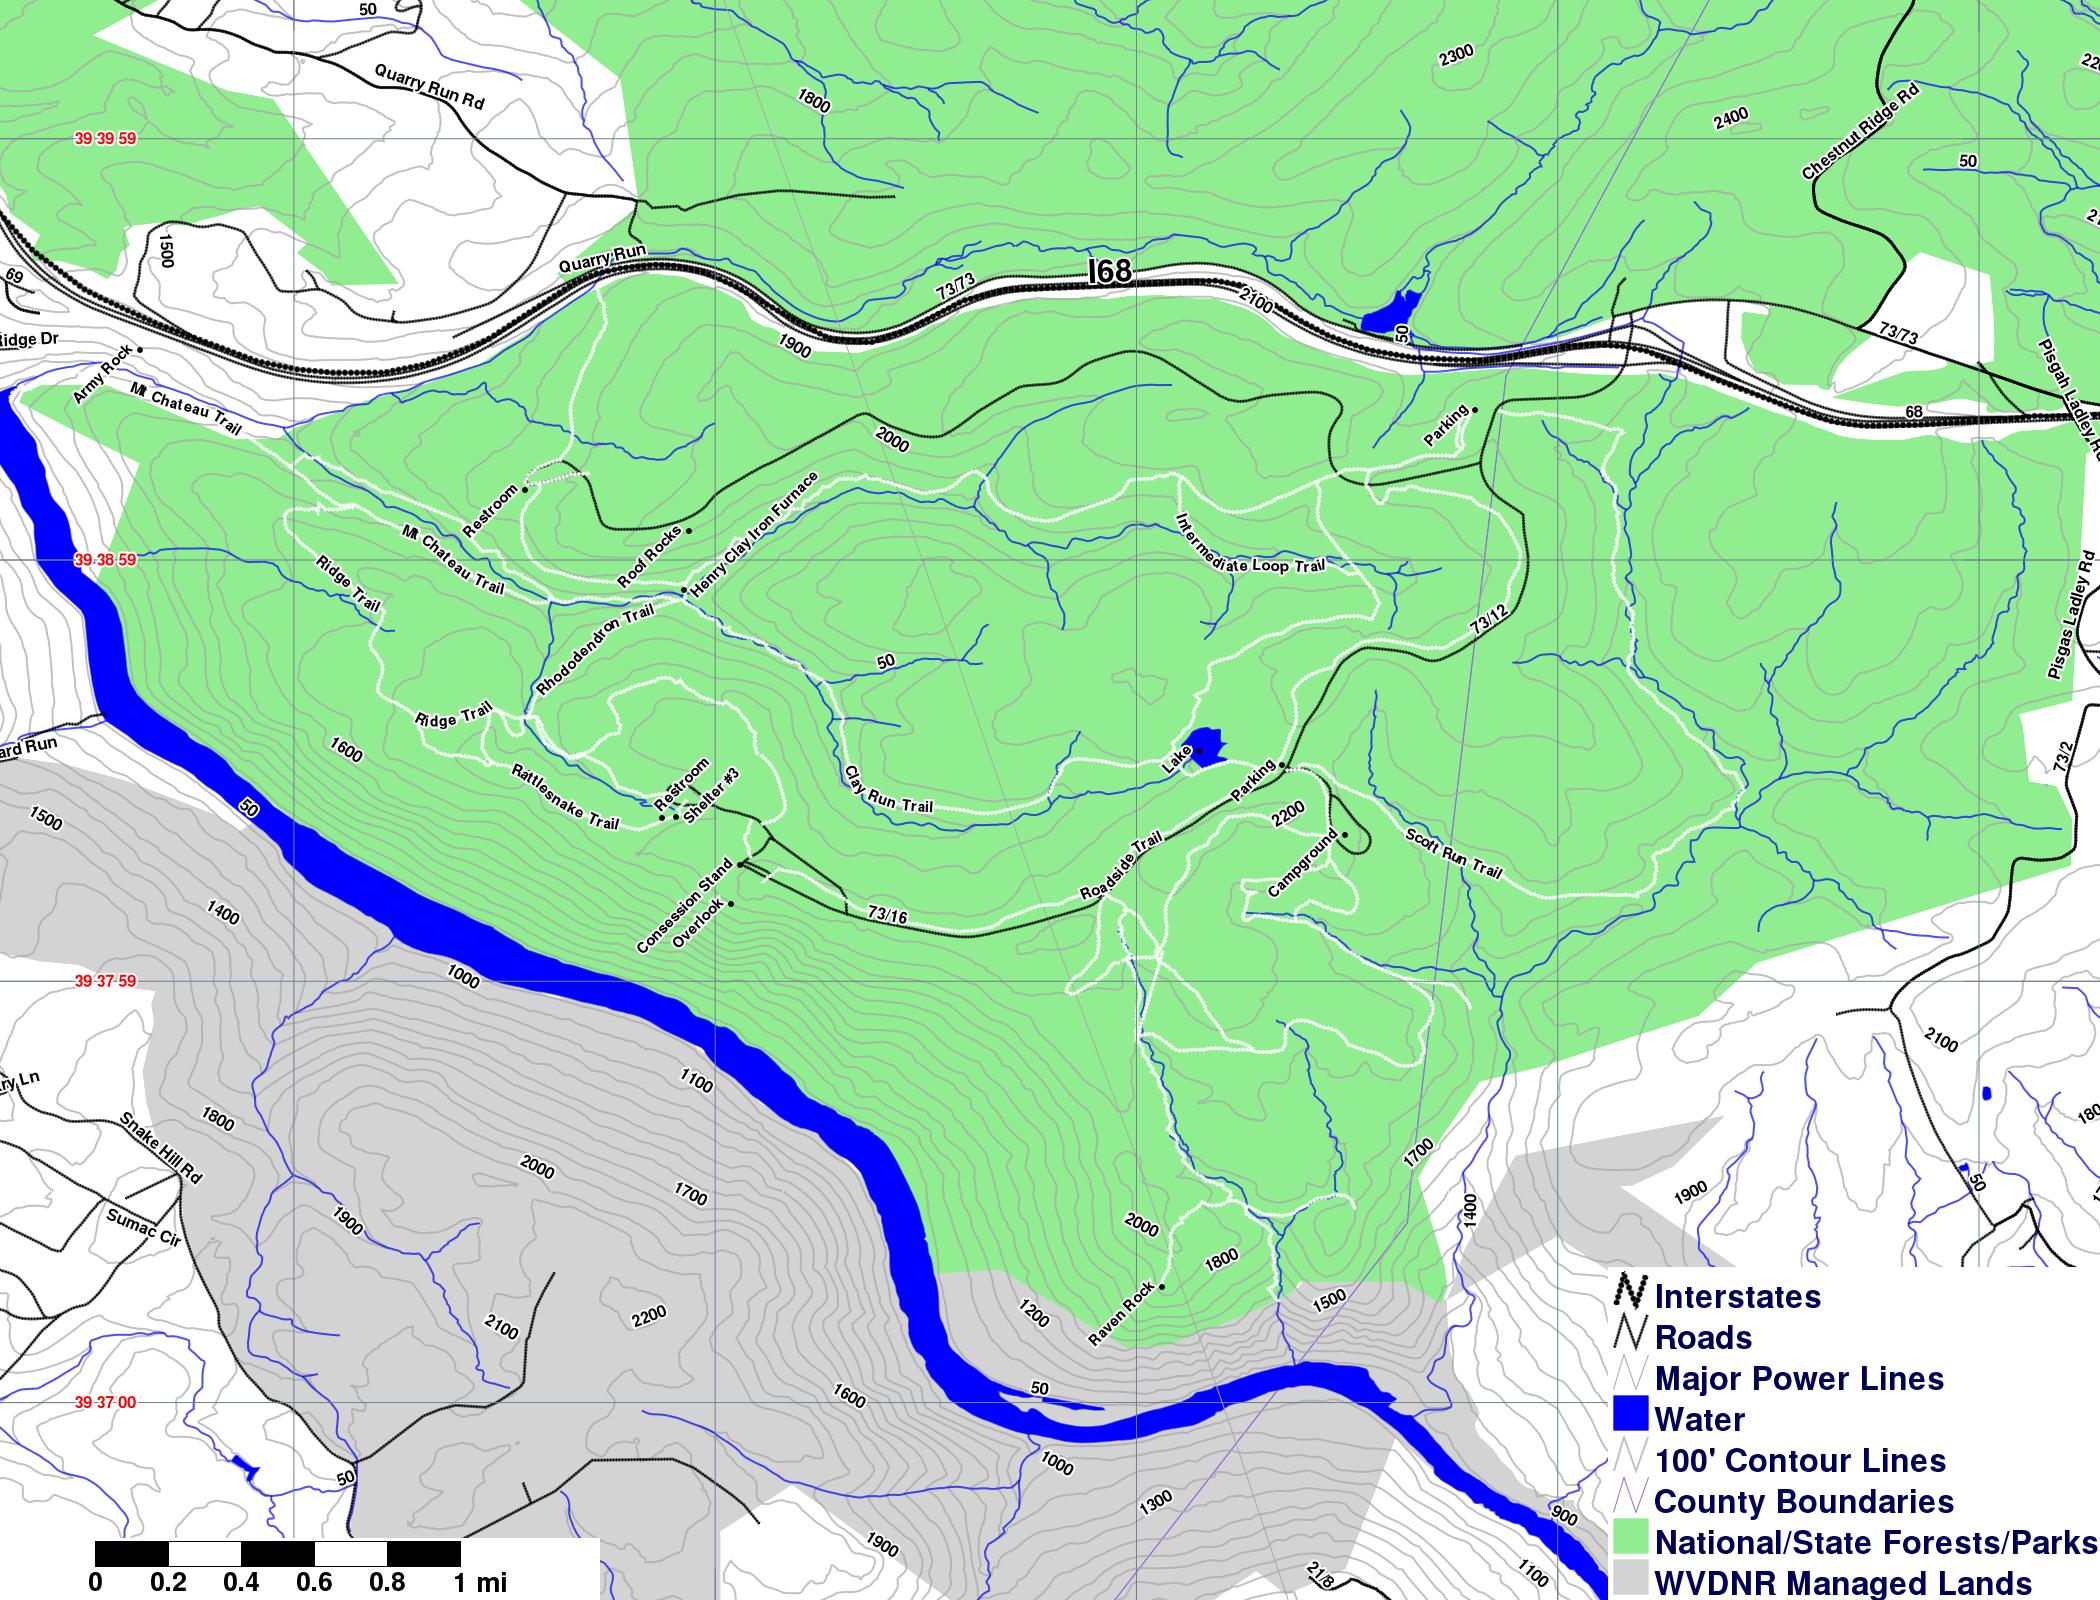 50
Quarry Run Rd
2300
1800
2400
Chestnut Ridge Rd
39 39 59
50
1500
69
Quarry Run
I68
73/73
2100
50
1900
73/73
Pisgah Ladley Rd
Ridge Dr
Army Rock
Mt Chateau Trail
68
Parking
2000
Restroom
Mt Chateau Trail
Roof Rocks
Henry Clay Iron Furnace
Intermediate Loop Trail
39 38 59
Ridge Trail
Rhododendron Trail
73/12
Pisgas Ladley Rd
50
Ridge Trail
1600
ard Run
Rattlesnake Trail
Restroom
Shelter #3
Lake
Parking
73/2
Clay Run Trail
50
1500
2200
Campground
Scott Run Trail
Roadside Trail
Consession Stand
Overlook
73/16
1400
1000
39 37 59
2100
1100
ry Ln
1800
Snake Hill Rd
2000
1700
1700
1900
50
Sumac Cir
1900
1400
2000
1800
Raven Rock
1200
1500
2100
2200
1600
50
39 37 00
1000
50
1300
1900
900
1100
21/8
Interstates
Roads
Major Power Lines
Water
100' Contour Lines
County Boundaries
National/State Forests/Parks
WVDNR Managed Lands
0 0.2 0.4 0.6 0.8 1 mi